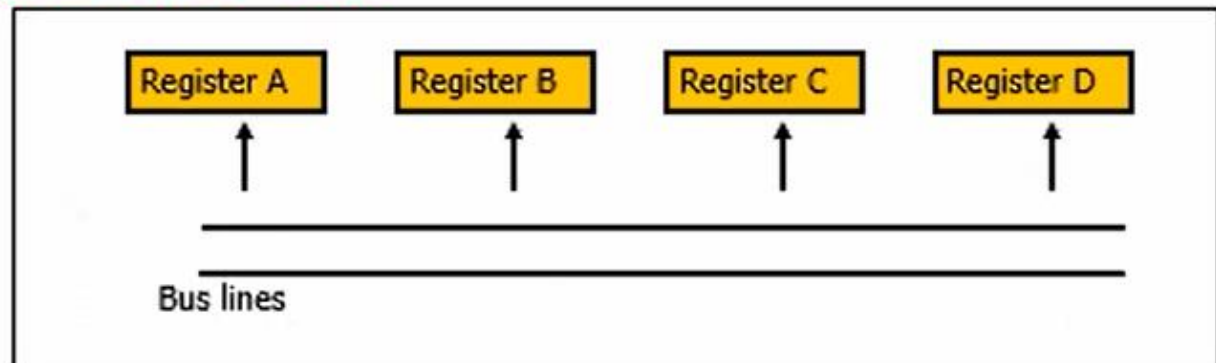 Register A
Register B
Register C
Register D
Bus lines